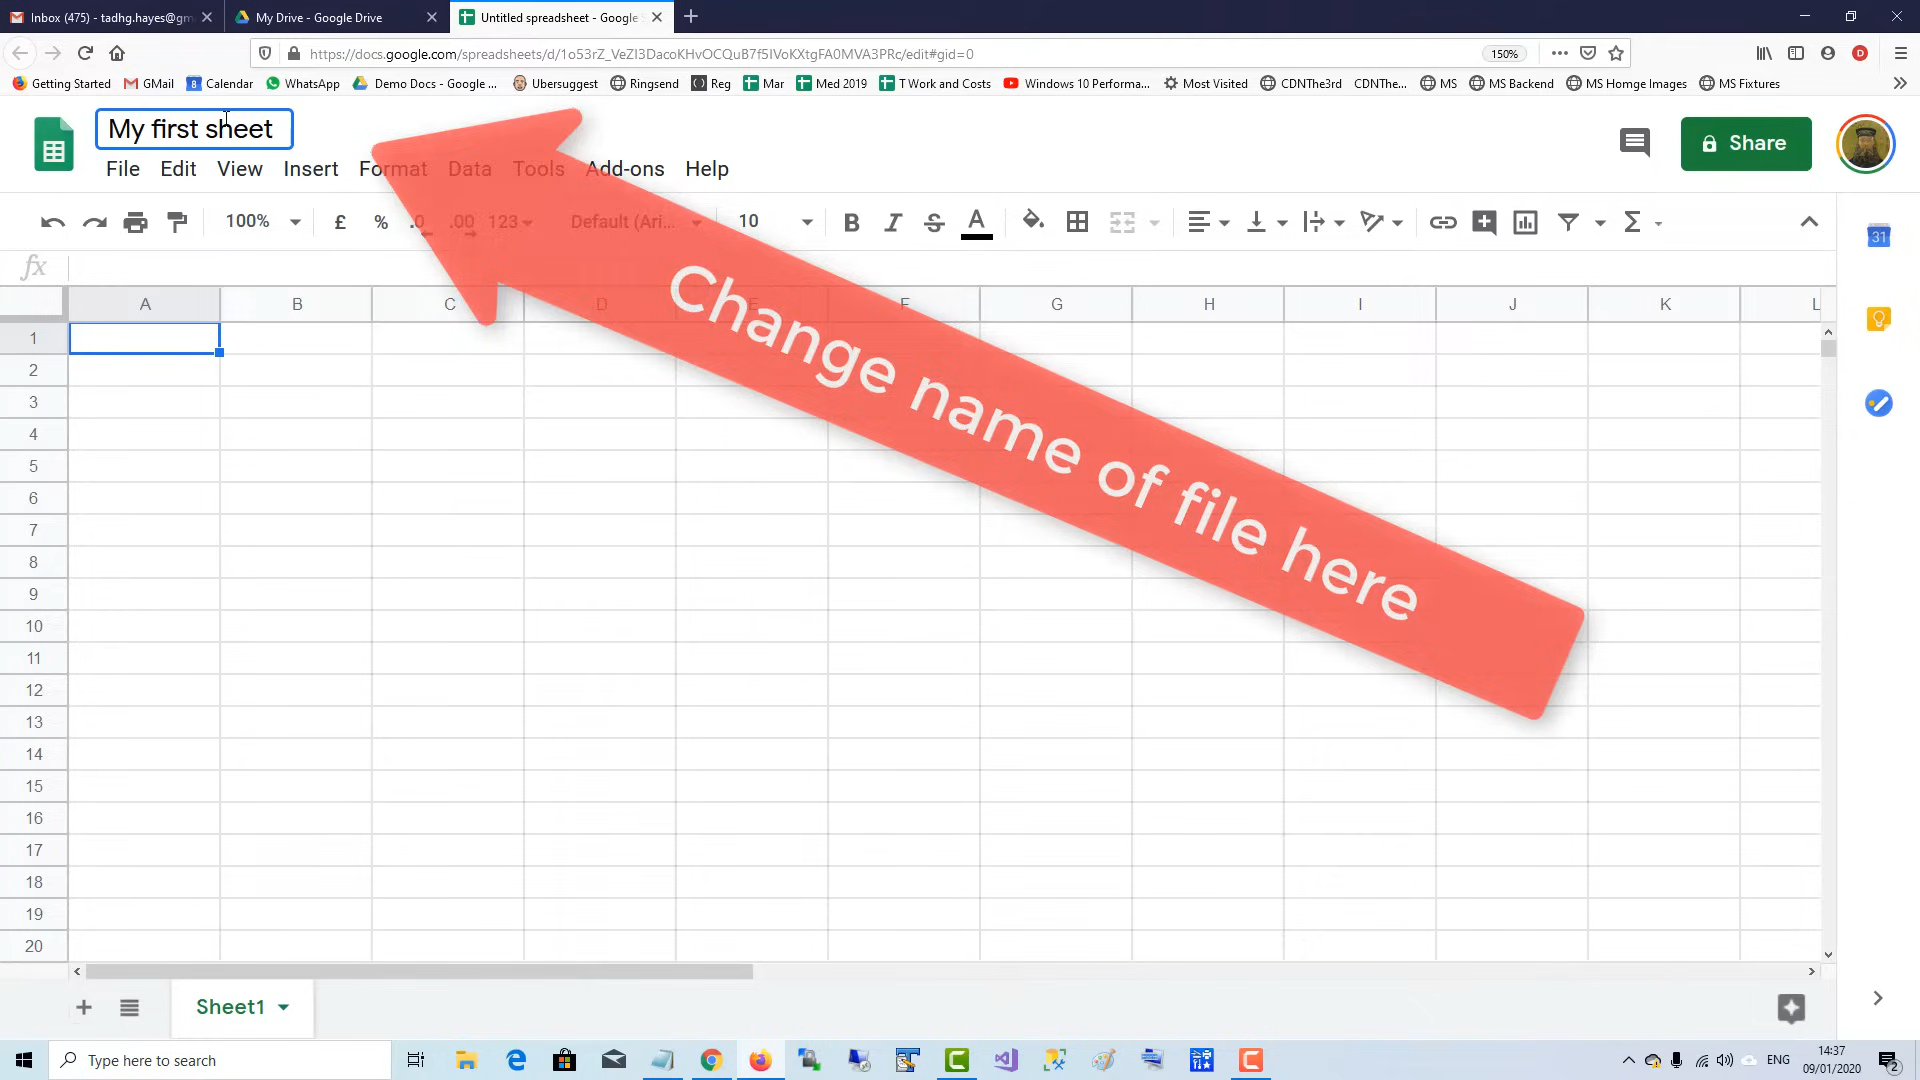 Inbox (475) - tadhg.hayes@gm
My Drive - Google Drive
Untitled spreadsheet - Google
https://docs.google.com/spreadsheets/d/1o53rZ_VeZI3DacoKHvOCQuB7f5IVoKXtgFA0MVA3PRc/edit#gid=0
150%
D
Getting Started
GMail
8 Calendar
WhatsApp
Demo Docs - Google ...
Ubersuggest
Ringsend
Reg
Mar
Med 2019
T Work and Costs
Windows 10 Performa...
Most Visited
CDNThe3rd
CDNThe...
MS
MS Backend
MS Homge Images
MS Fixtures
My first sheet
File Edit View Insert Format Data Tools Add-ons Help
Share
100% £ % .0 .00 123 Default (Ari... 10 B I S A Σ
31
fx
A B C D E F G H I J K L
1
2
3
4
5
6
7
8
9
10
11
12
13
14
15
16
17
18
19
20
Change name of file here
Sheet1
Type here to search
ENG
14:37
09/01/2020
2